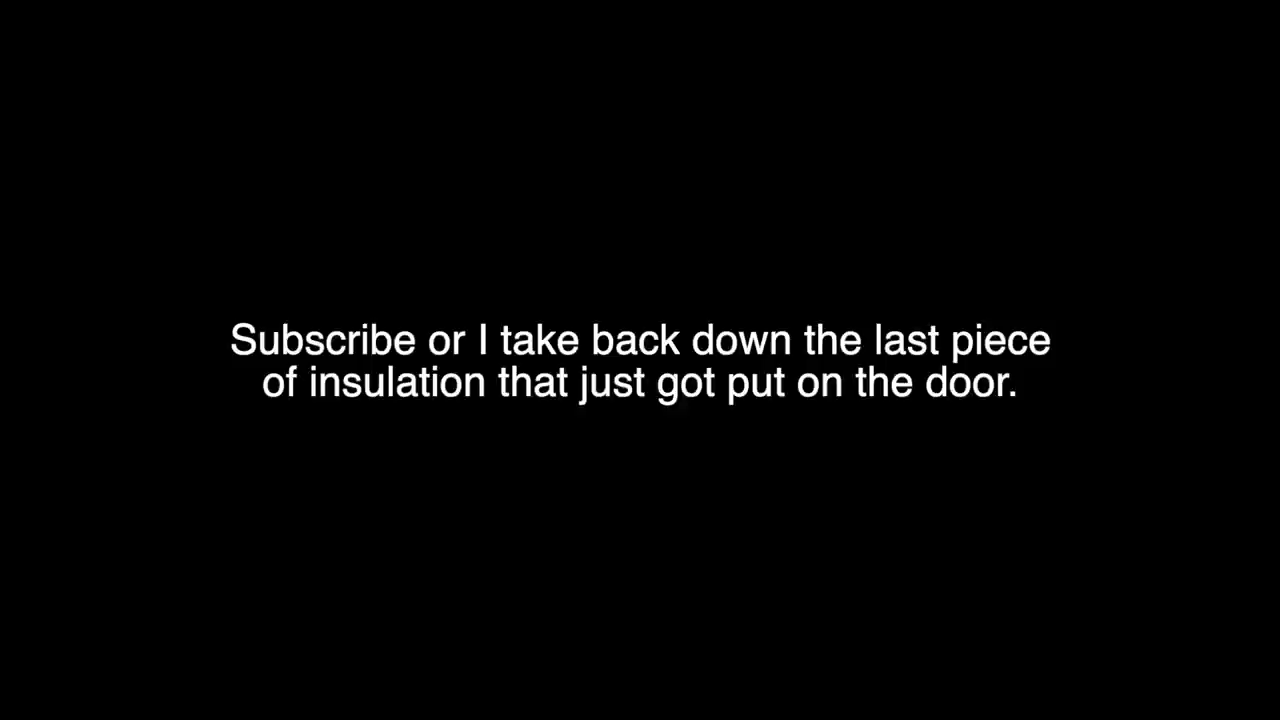 Subscribe or I take back down the last piece
of insulation that just got put on the door.